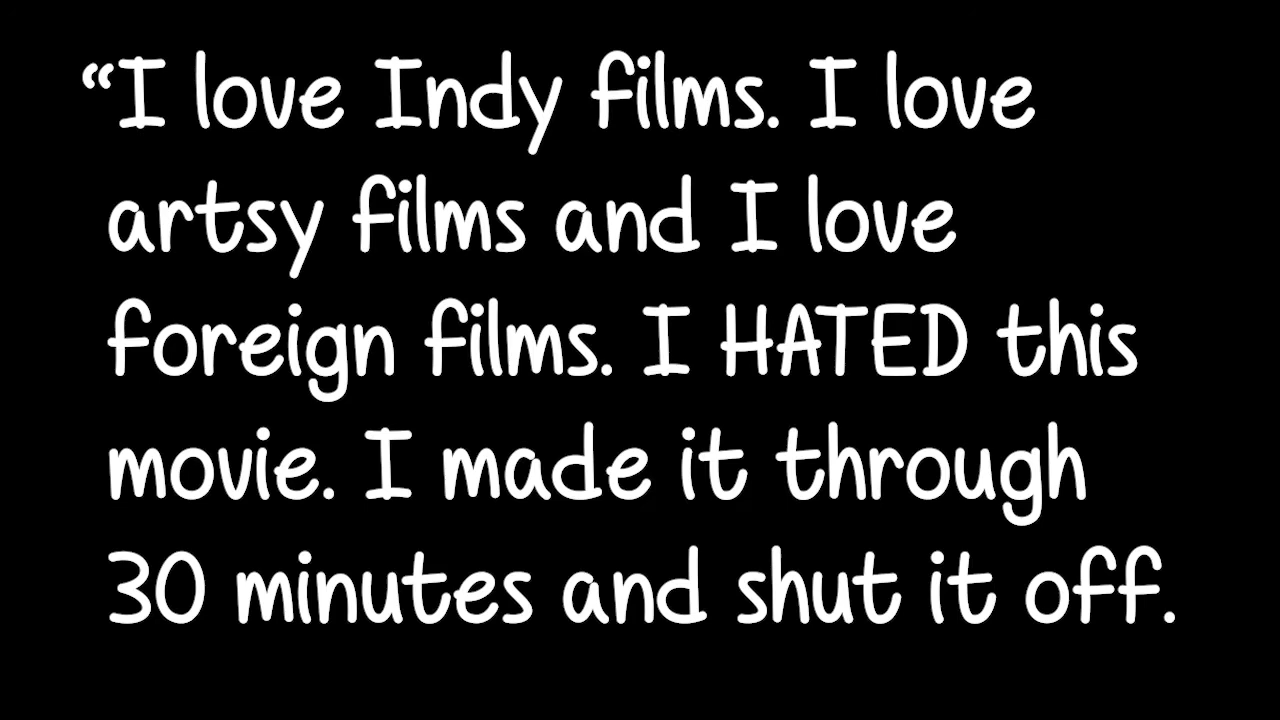 “I love Indy films. I love
artsy films and I love
foreign films. I HATED this
movie. I made it through
30 minutes and shut it off.